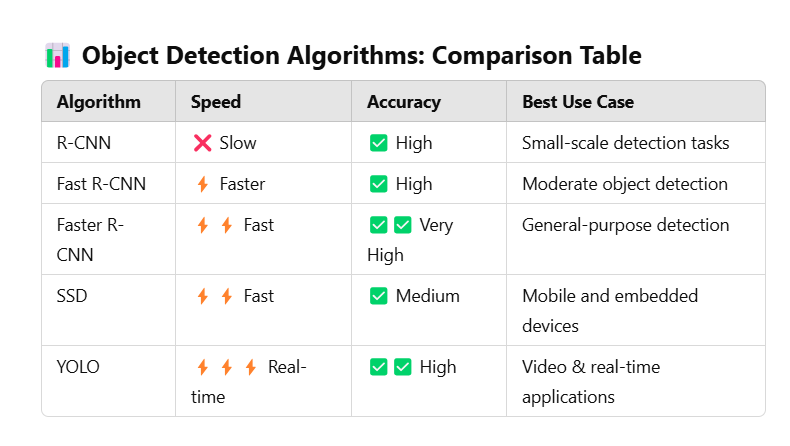 📊 Object Detection Algorithms: Comparison Table
Algorithm Speed Accuracy Best Use Case
R-CNN ❌ Slow ✅ High Small-scale detection tasks
Fast R-CNN ⚡ Faster ✅ High Moderate object detection
Faster R- ⚡⚡ Fast ✅✅ Very General-purpose detection
CNN High
SSD ⚡⚡ Fast ✅ Medium Mobile and embedded
devices
YOLO ⚡⚡⚡ Real- ✅✅ High Video & real-time
time applications